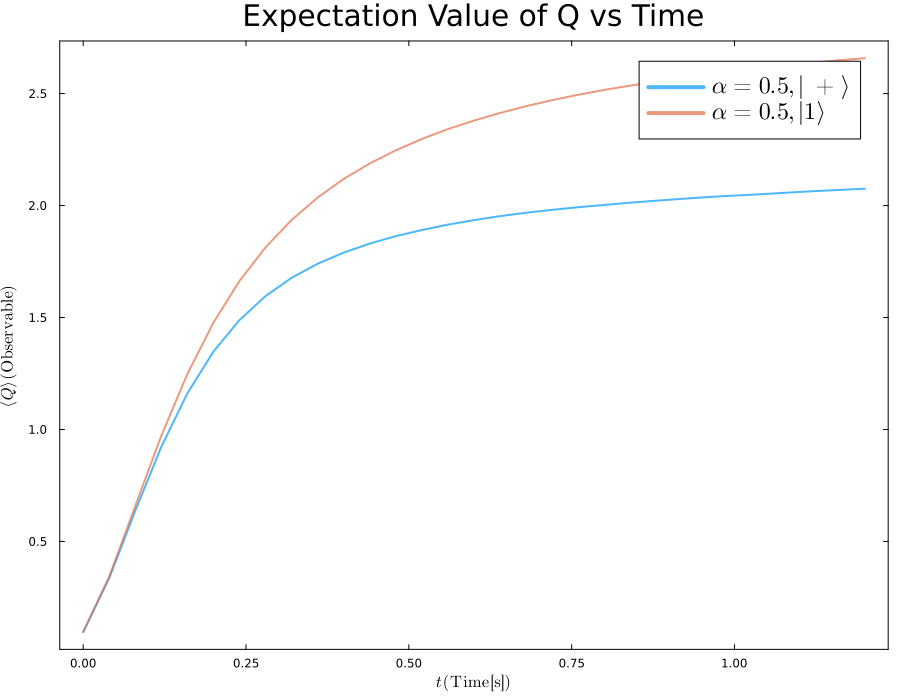 Expectation Value of Q vs Time
α = 0.5, | + ⟩
α = 0.5, |1⟩
2.5
2.0
1.5
1.0
0.5
⟨Q⟩(Observable)
0.00 0.25 0.50 0.75 1.00
t(Time[s])